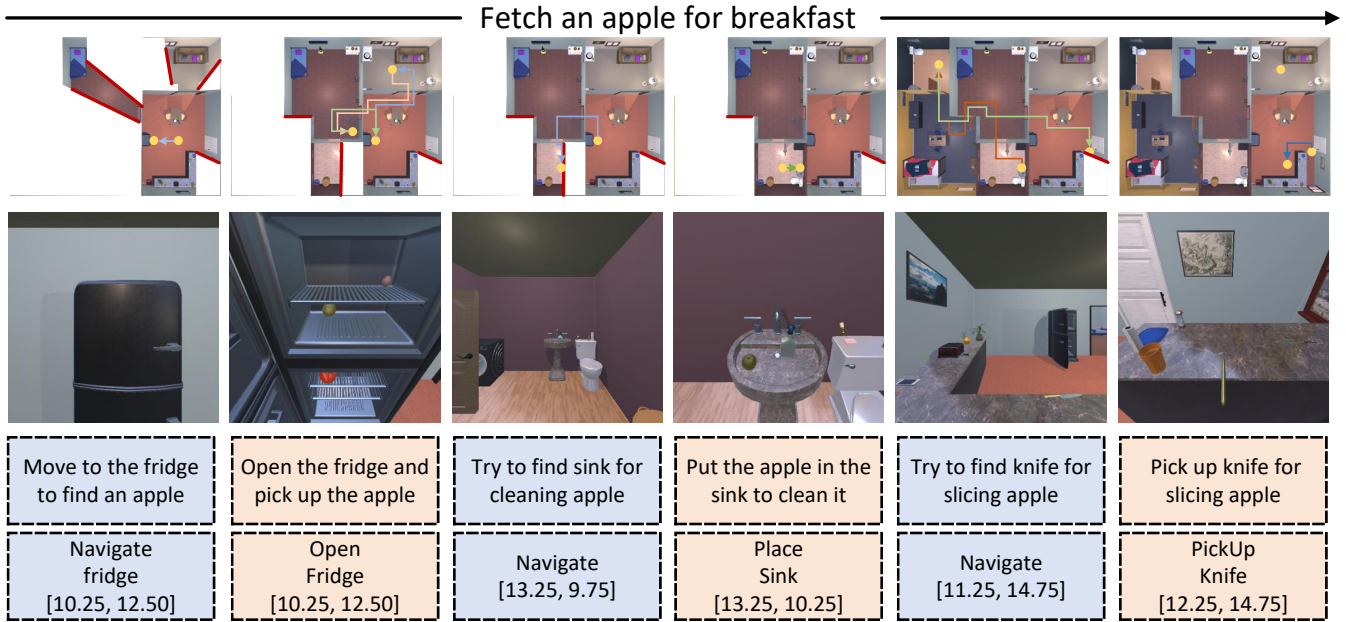 Fetch an apple for breakfast
Move to the fridge
to find an apple
Open the fridge and
pick up the apple
Try to find sink for
cleaning apple
Put the apple in the
sink to clean it
Try to find knife for
slicing apple
Pick up knife for
slicing apple
Navigate
fridge
[10.25, 12.50]
Open
Fridge
[10.25, 12.50]
Navigate
[13.25, 9.75]
Place
Sink
[13.25, 10.25]
Navigate
[11.25, 14.75]
PickUp
Knife
[12.25, 14.75]